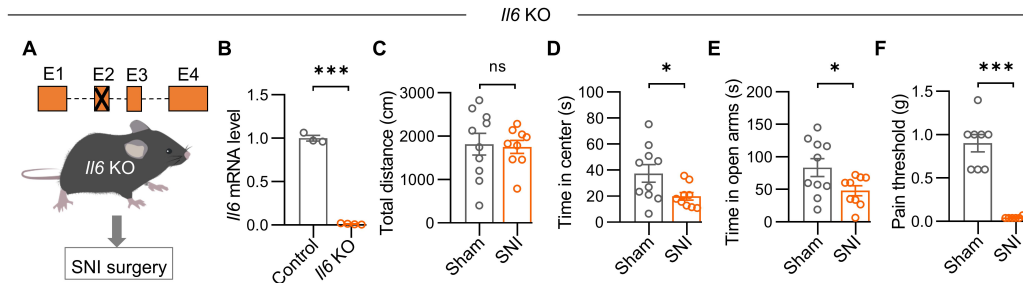 Il6 KO
A
E1 E2 E3 E4
Il6 KO
SNI surgery
B
***
Il6 mRNA level
1.5
1.0
0.5
0.0
Control
Il6 KO
C
ns
Total distance (cm)
3000
2000
1000
0
Sham
SNI
D
*
Time in center (s)
100
80
60
40
20
0
Sham
SNI
E
*
Time in open arms (s)
200
150
100
50
0
Sham
SNI
F
***
Pain threshold (g)
1.5
1.0
0.5
0.0
Sham
SNI